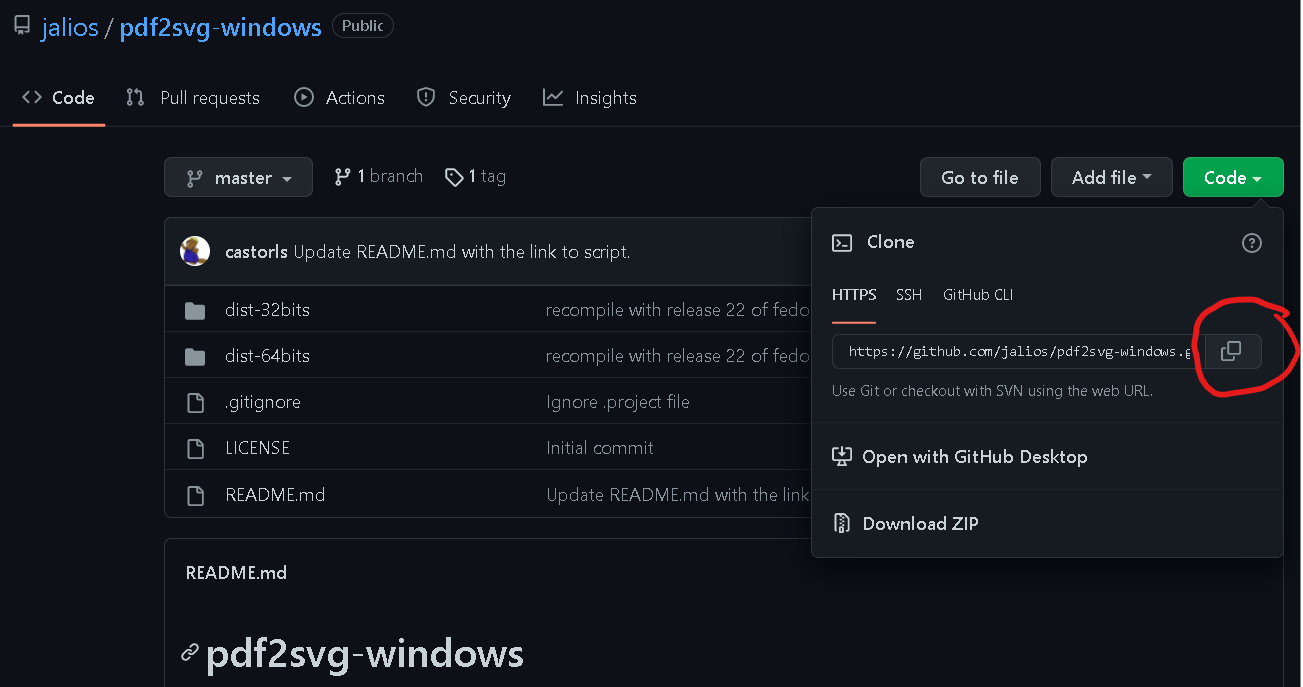 jalios / pdf2svg-windows Public
Code Pull requests Actions Security Insights
master 1 branch 1 tag Go to file Add file Code
castorls Update README.md with the link to script.
dist-32bits recompile with release 22 of fedo
dist-64bits recompile with release 22 of fedo
.gitignore Ignore .project file
LICENSE Initial commit
README.md Update README.md with the link
Clone
HTTPS SSH GitHub CLI
https://github.com/jalios/pdf2svg-windows.g
Use Git or checkout with SVN using the web URL.
Open with GitHub Desktop
Download ZIP
README.md
pdf2svg-windows